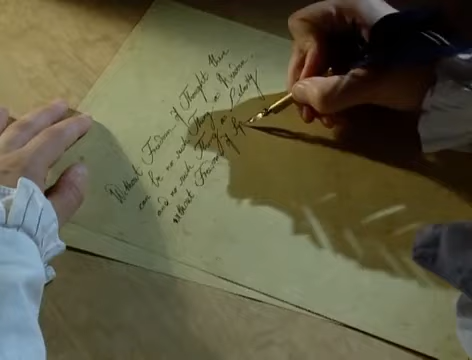 Without Freedom of Thought there
can be no such Thing as Wisdom
and no such Thing as Liberty
without Freedom of Sp